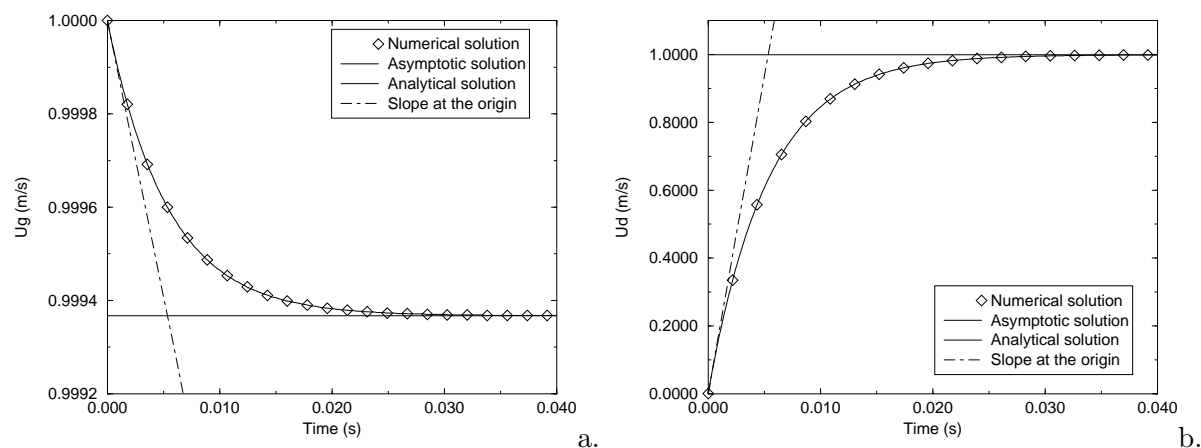 1.0000
0.9998
0.9996
0.9994
0.9992
Ug (m/s)
0.000
0.010
0.020
0.030
0.040
Time (s)
Numerical solution
Asymptotic solution
Analytical solution
Slope at the origin
a.
1.0000
0.8000
0.6000
0.4000
0.2000
0.0000
Ud (m/s)
0.000
0.010
0.020
0.030
0.040
Time (s)
Numerical solution
Asymptotic solution
Analytical solution
Slope at the origin
b.